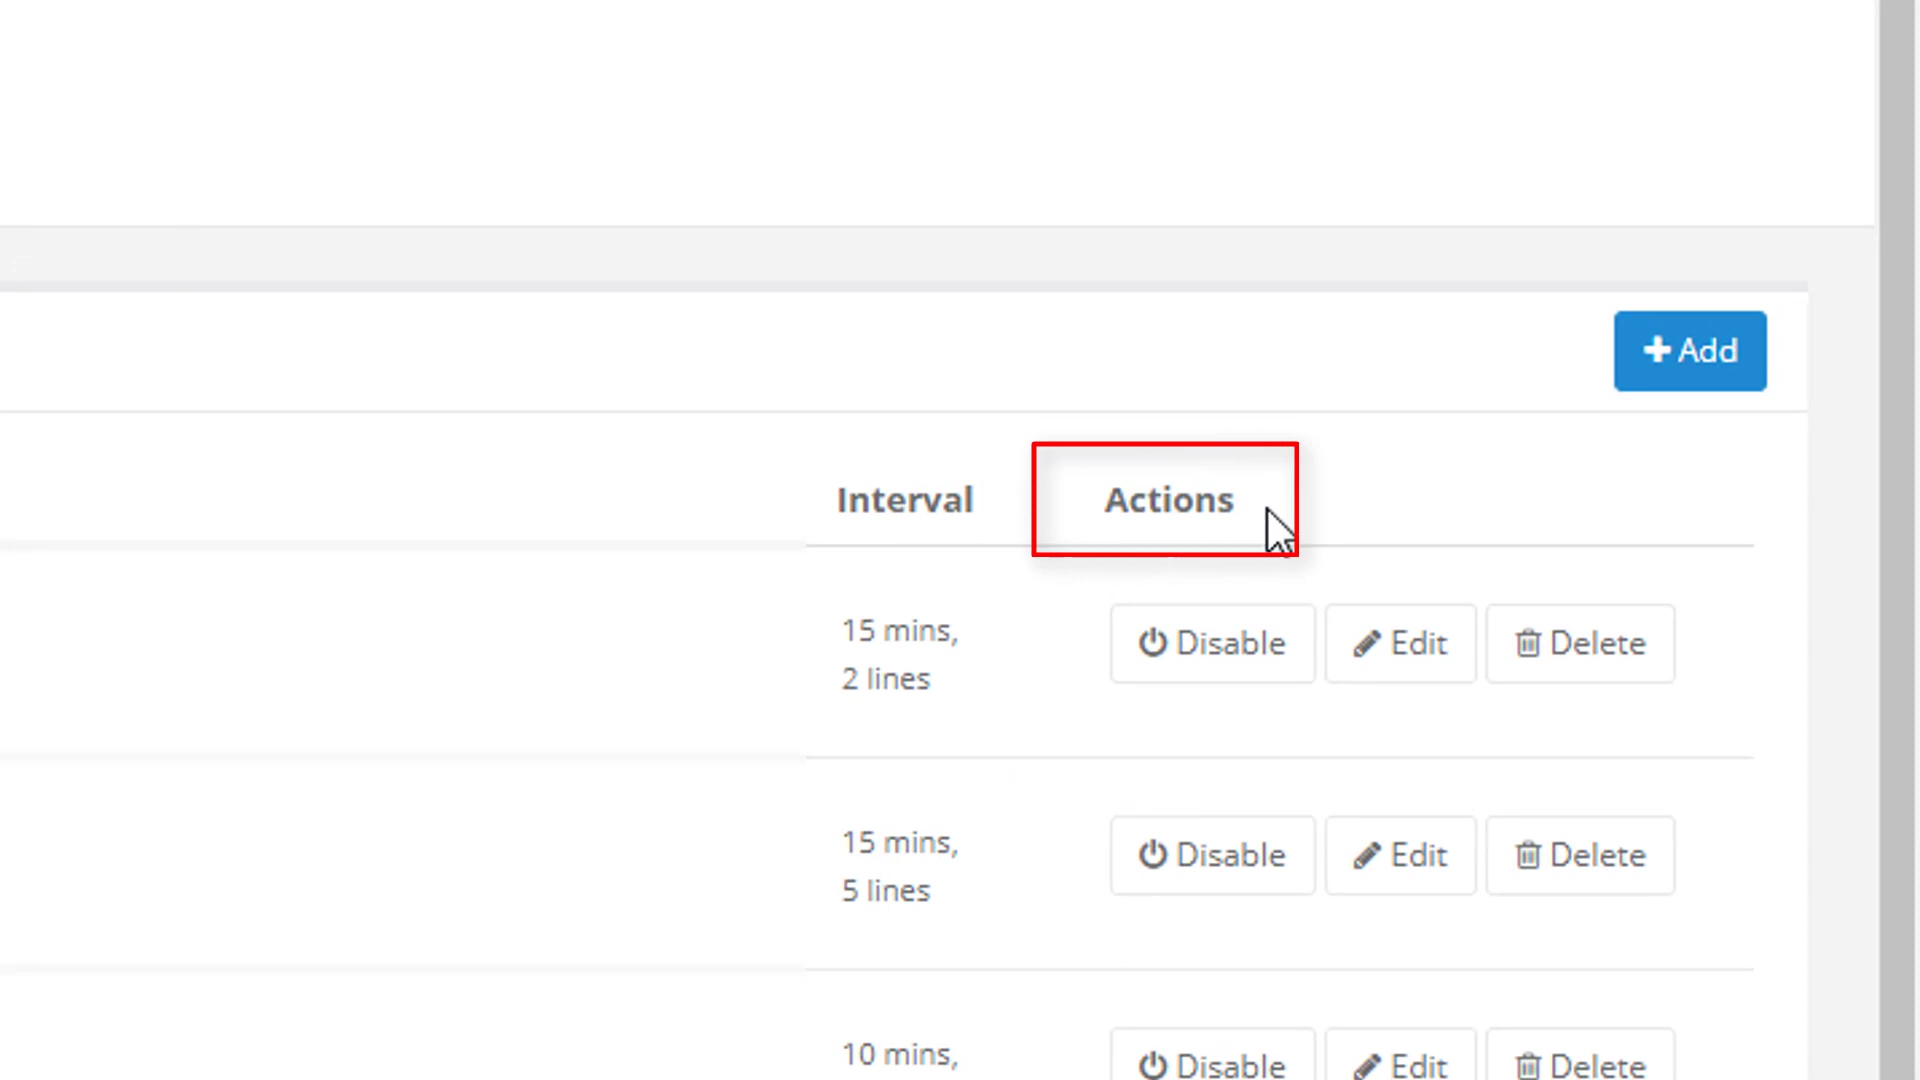 Add
Interval Actions
15 mins,
2 lines
Disable Edit Delete
15 mins,
5 lines
Disable Edit Delete
10 mins,
Disable Edit Delete